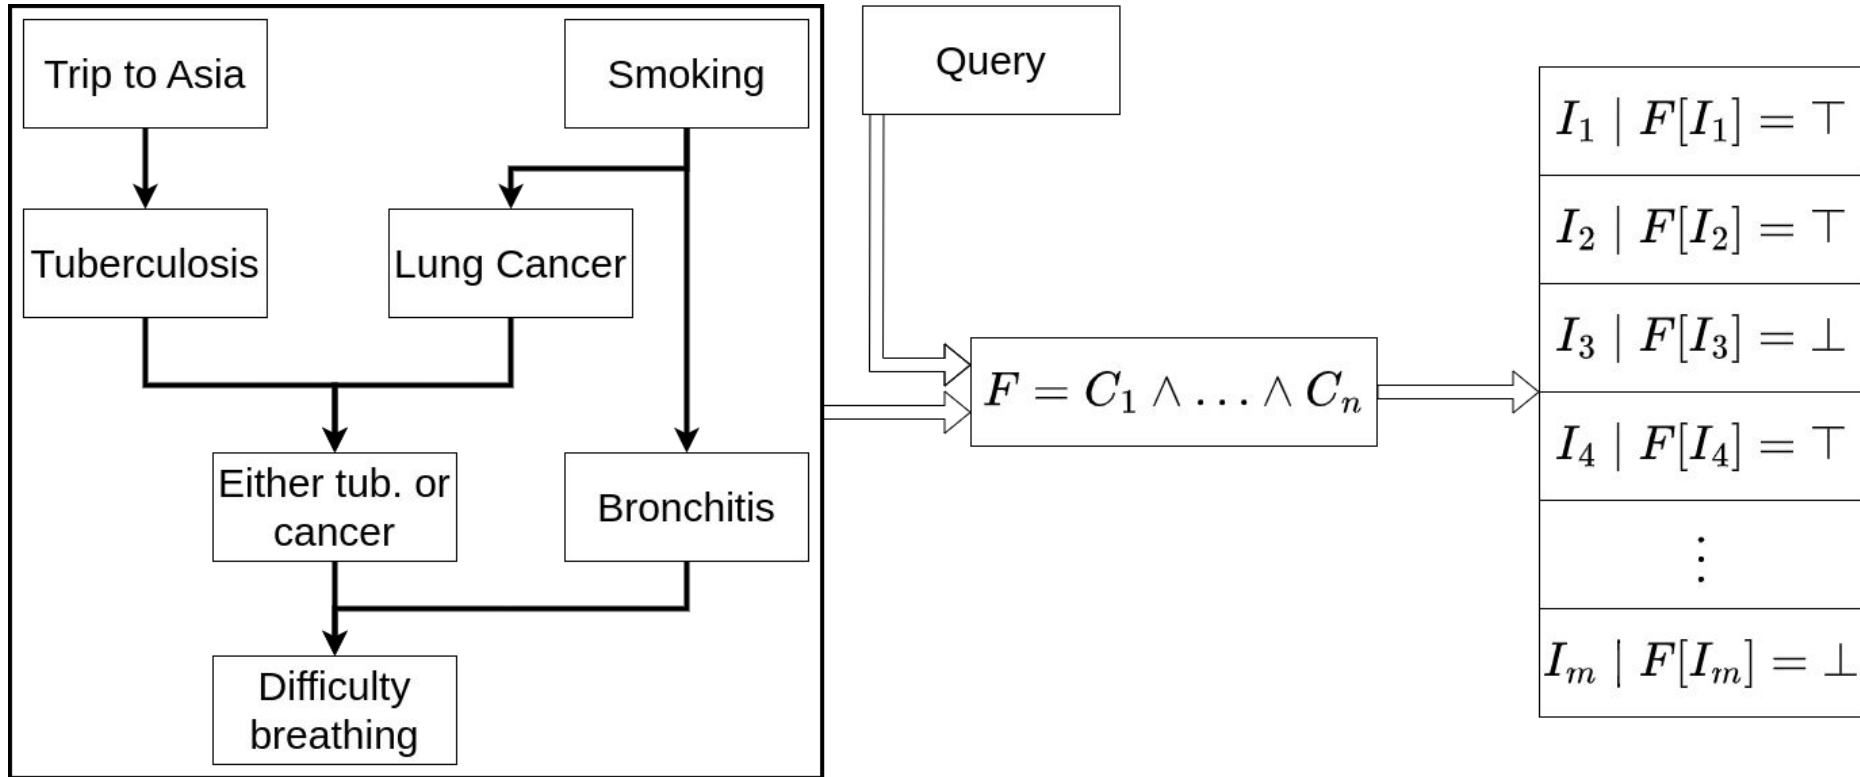 Trip to Asia
Smoking
Tuberculosis
Lung Cancer
Either tub. or
cancer
Bronchitis
Difficulty
breathing
Query
F = C₁ ∧ … ∧ Cₙ
I₁ | F[I₁] = ⊤
I₂ | F[I₂] = ⊤
I₃ | F[I₃] = ⊥
I₄ | F[I₄] = ⊤
⋮
Iₘ | F[Iₘ] = ⊥